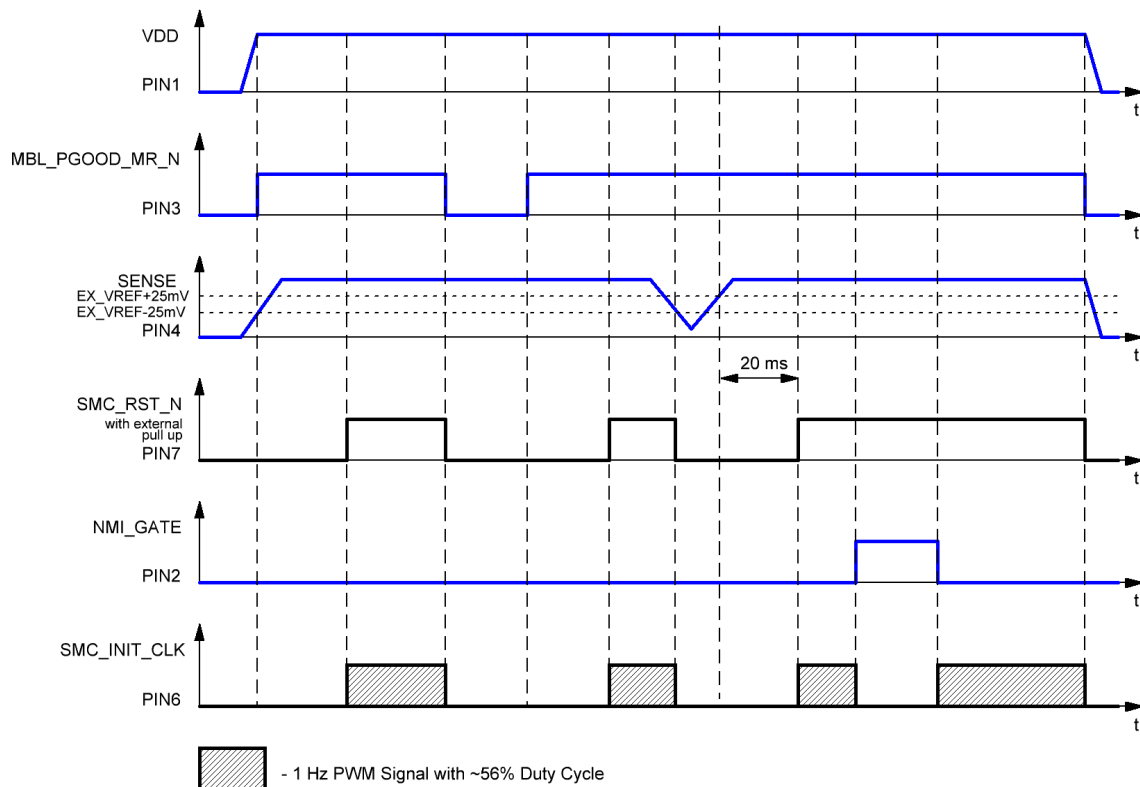 VDD
PIN1
t
MBL_PGOOD_MR_N
PIN3
t
SENSE
EX_VREF+25mV
EX_VREF-25mV
PIN4
t
20 ms
SMC_RST_N
with external
pull up
PIN7
t
NMI_GATE
PIN2
t
SMC_INIT_CLK
PIN6
t
- 1 Hz PWM Signal with ~56% Duty Cycle